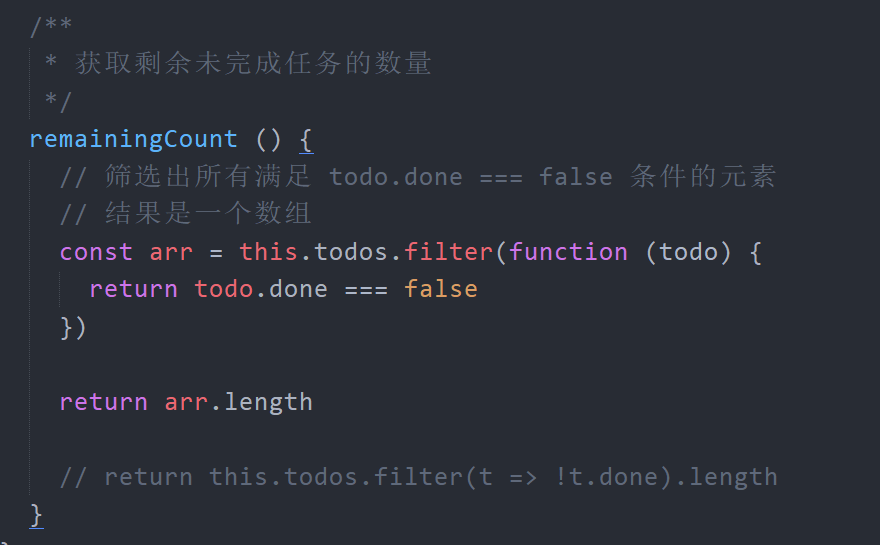 /**
 * 获取剩余未完成任务的数量
 */
remainingCount () {
  // 筛选出所有满足 todo.done === false 条件的元素
  // 结果是一个数组
  const arr = this.todos.filter(function (todo) {
    return todo.done === false
  })

  return arr.length

  // return this.todos.filter(t => !t.done).length
}